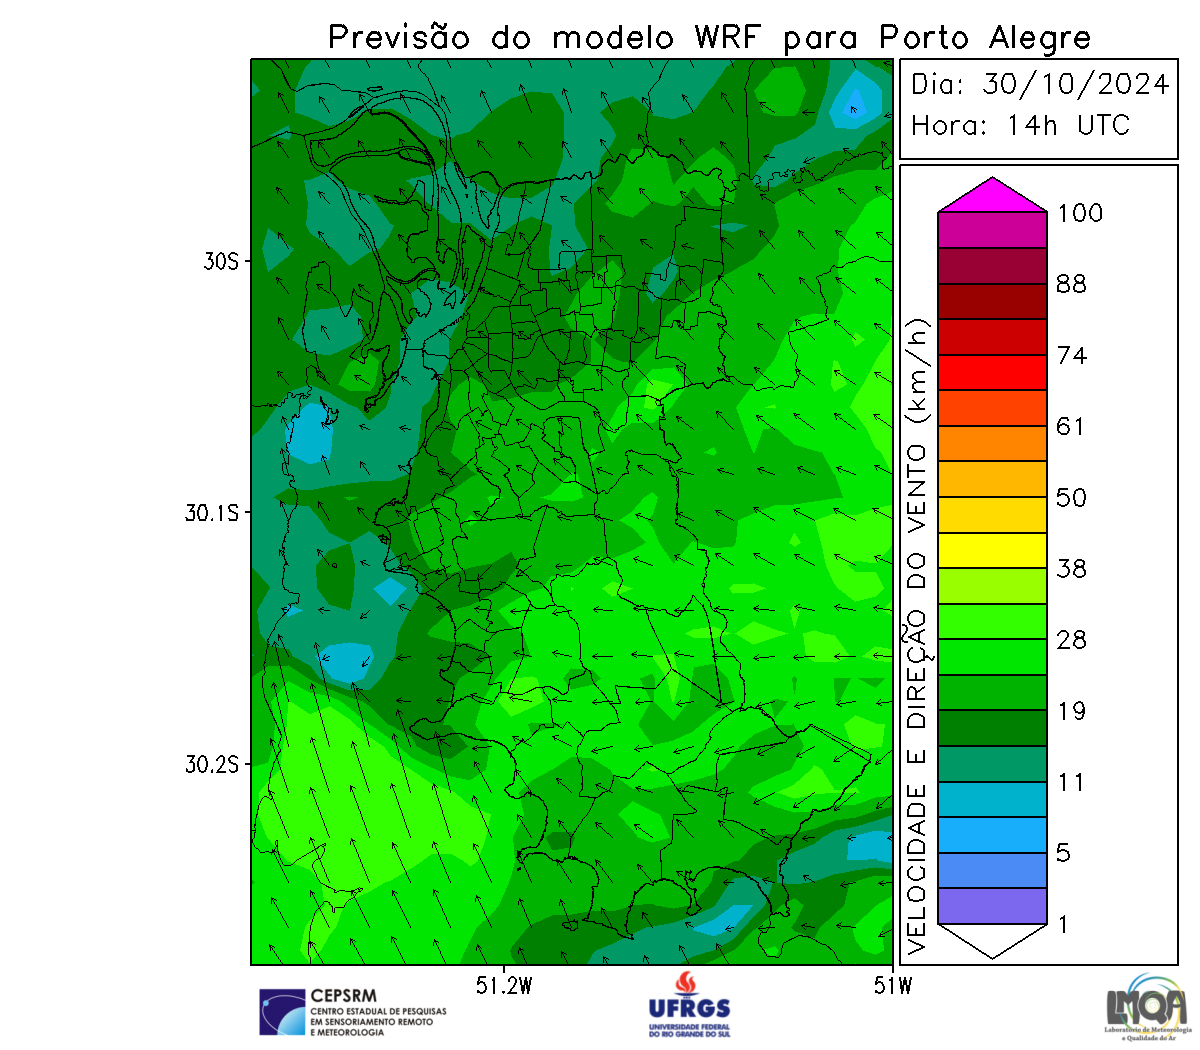 Previsão do modelo WRF para Porto Alegre
Dia: 30/10/2024
Hora: 14h UTC
30S
30.1S
30.2S
51.2W
51W
VELOCIDADE E DIREÇÃO DO VENTO (km/h)
100
88
74
61
50
38
28
19
11
5
1
CEPSRM
CENTRO ESTADUAL DE PESQUISAS
EM SENSORIAMENTO REMOTO
E METEOROLOGIA
UFRGS
UNIVERSIDADE FEDERAL
DO RIO GRANDE DO SUL
LMQA
Laboratório de Meteorologia
e Qualidade do Ar